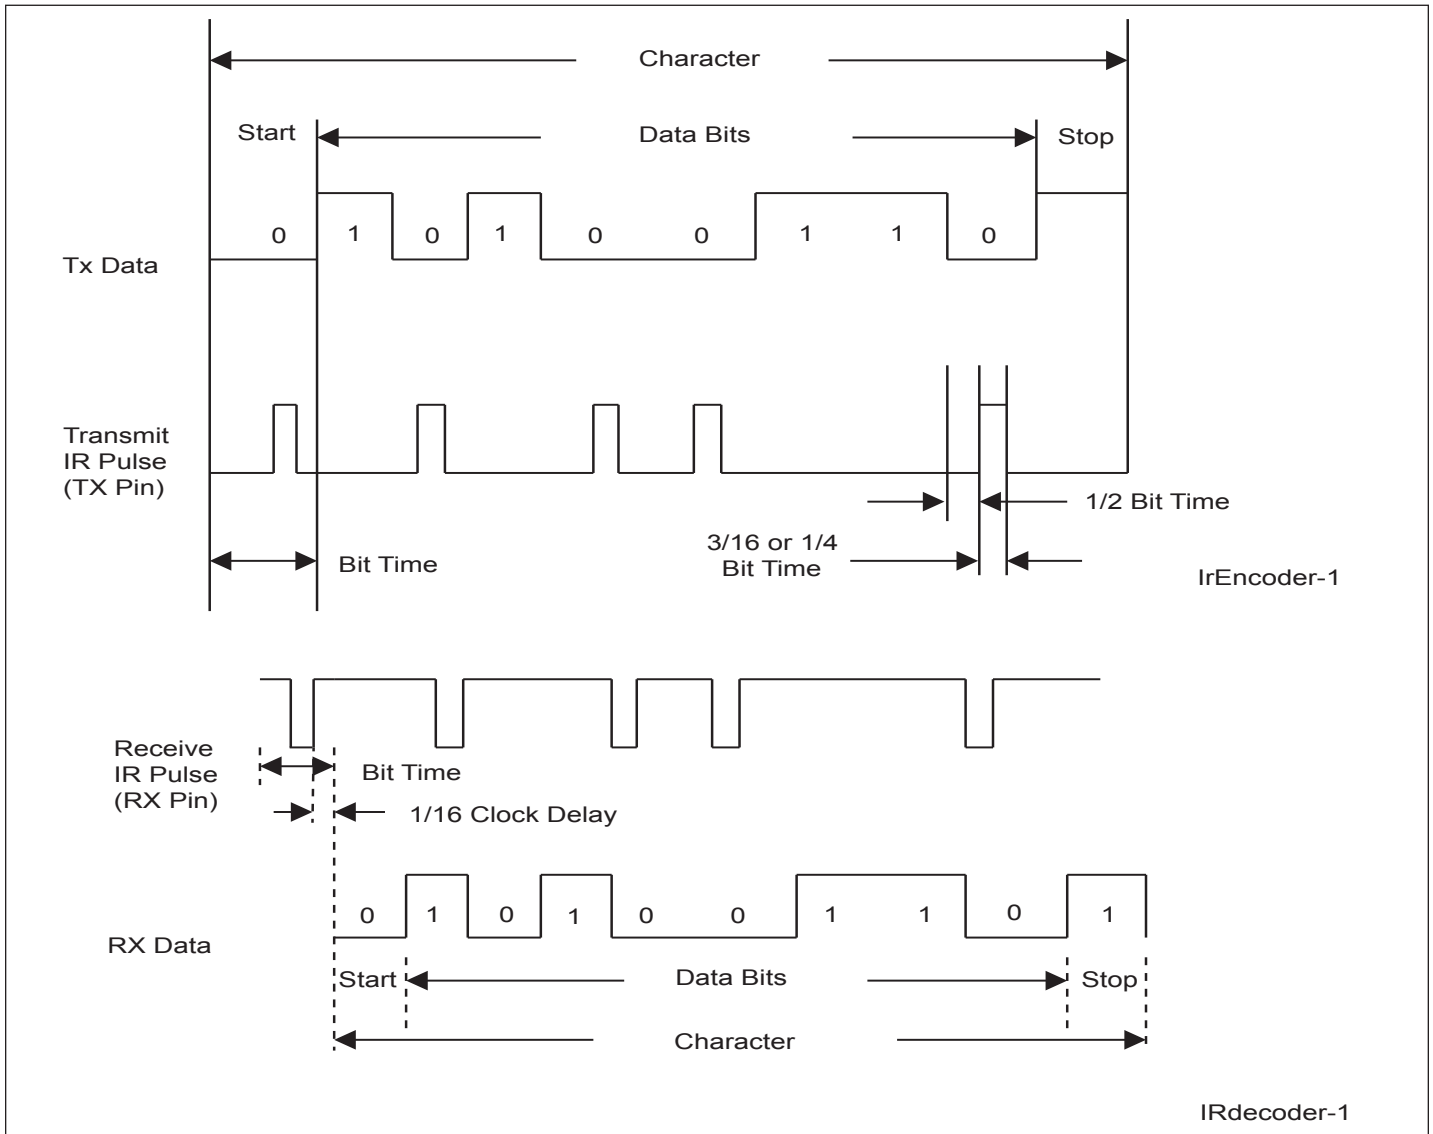 Character
Start
Data Bits
Stop
0 1 0 1 0 0 1 1 0
Tx Data
Transmit
IR Pulse
(TX Pin)
1/2 Bit Time
3/16 or 1/4
Bit Time
Bit Time
IrEncoder-1
Receive
IR Pulse
(RX Pin)
Bit Time
1/16 Clock Delay
0 1 0 1 0 0 1 1 0 1
RX Data
Start
Data Bits
Stop
Character
IRdecoder-1